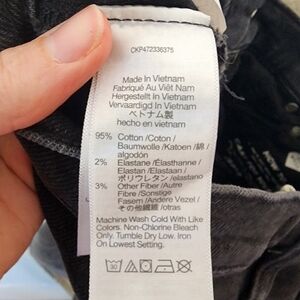 CKP472336375
Made In Vietnam
Fabriqué Au Viêt Nam
Hergestellt In Vietnam
Vervaardigd In Vietnam
ベトナム製
hecho en vietnam
95% Cotton /Coton /
Baumwolle /Katoen /綿 /
algodón
2% Elastane /Élasthanne /
Elastan /Elastaan /
ポリウレタン /elastano
3% Other Fiber /Autre
Fibre /Sonstige
Fasern /Andere Vezel /
その他繊維 /otras
Machine Wash Cold With Like
Colors. Non-Chlorine Bleach Only
If Needed. Tumble Dry Low. Iron On
Lowest Setting.